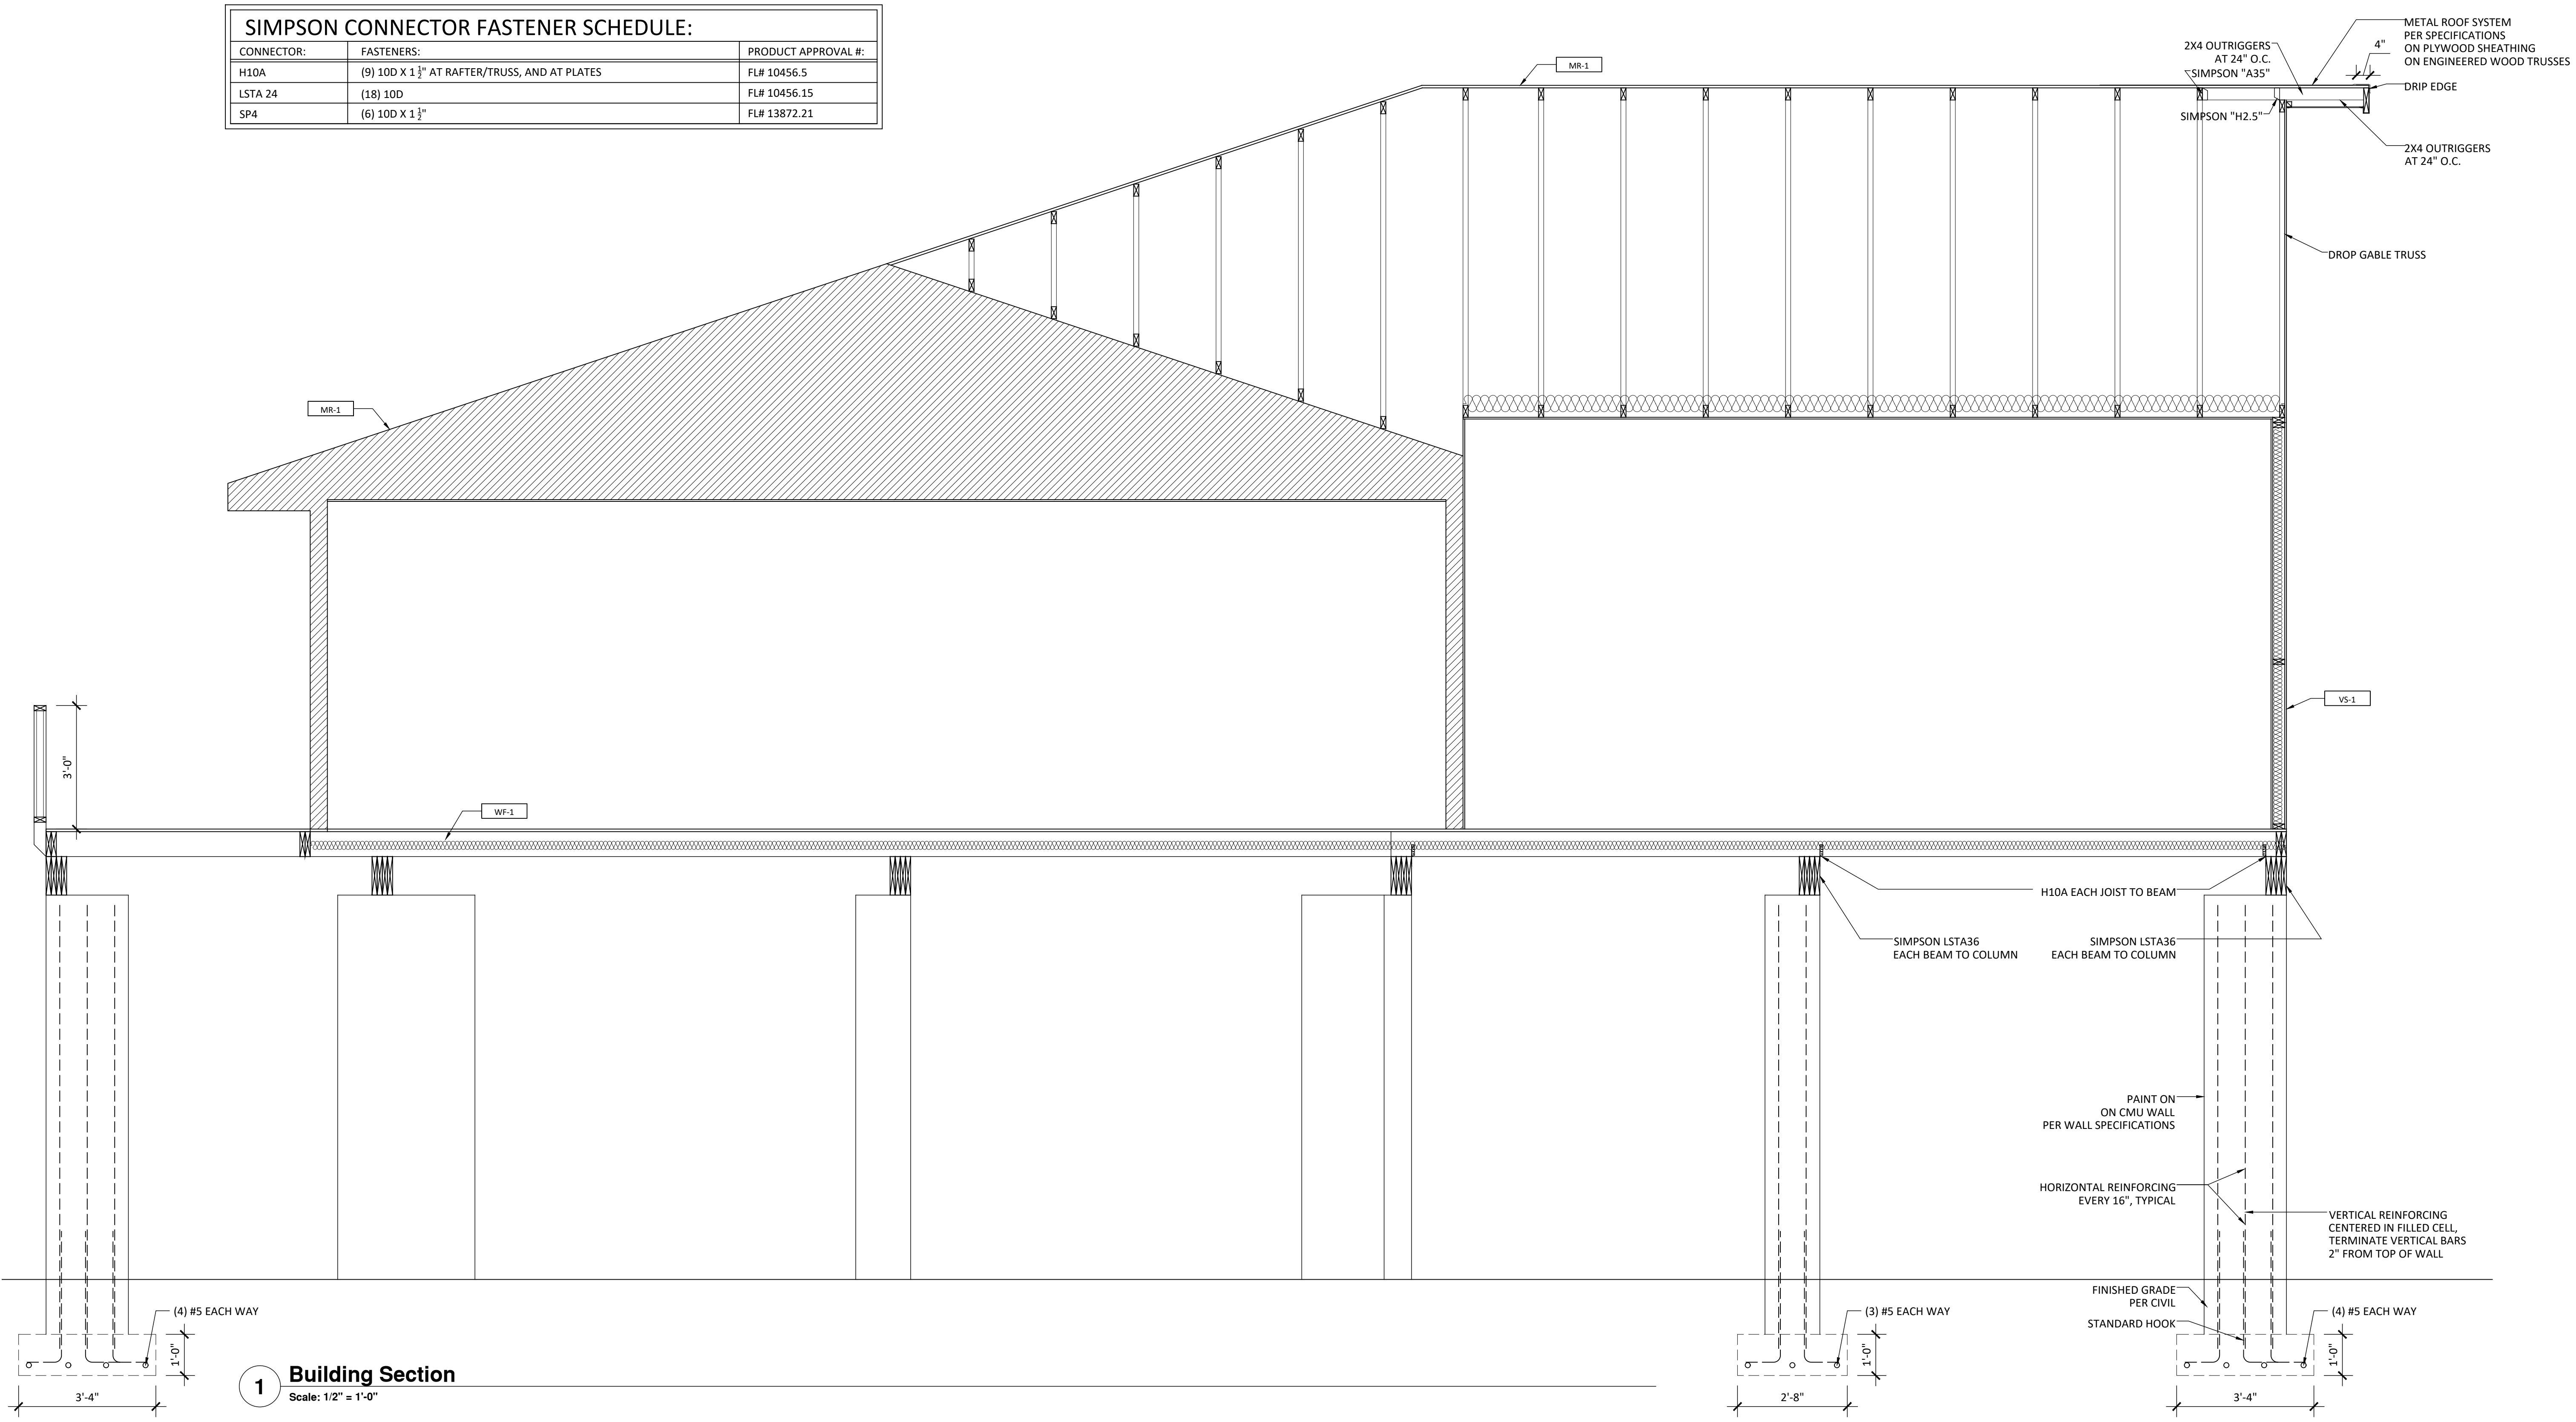 SIMPSON CONNECTOR FASTENER SCHEDULE:
CONNECTOR: FASTENERS: PRODUCT APPROVAL #:
H10A (9) 10D X 1 1/2" AT RAFTER/TRUSS, AND AT PLATES FL# 10456.5
LSTA 24 (18) 10D FL# 10456.15
SP4 (6) 10D X 1 1/2" FL# 13872.21
MR-1
2X4 OUTRIGGERS
AT 24" O.C.
SIMPSON "A35"
4"
METAL ROOF SYSTEM
PER SPECIFICATIONS
ON PLYWOOD SHEATHING
ON ENGINEERED WOOD TRUSSES
DRIP EDGE
SIMPSON "H2.5"
2X4 OUTRIGGERS
AT 24" O.C.
DROP GABLE TRUSS
MR-1
VS-1
3'-0"
WF-1
H10A EACH JOIST TO BEAM
SIMPSON LSTA36
EACH BEAM TO COLUMN
SIMPSON LSTA36
EACH BEAM TO COLUMN
PAINT ON
ON CMU WALL
PER WALL SPECIFICATIONS
HORIZONTAL REINFORCING
EVERY 16", TYPICAL
VERTICAL REINFORCING
CENTERED IN FILLED CELL,
TERMINATE VERTICAL BARS
2" FROM TOP OF WALL
FINISHED GRADE
PER CIVIL
STANDARD HOOK
(4) #5 EACH WAY
1'-0"
3'-4"
(3) #5 EACH WAY
1'-0"
2'-8"
(4) #5 EACH WAY
1'-0"
3'-4"
1 Building Section
Scale: 1/2" = 1'-0"